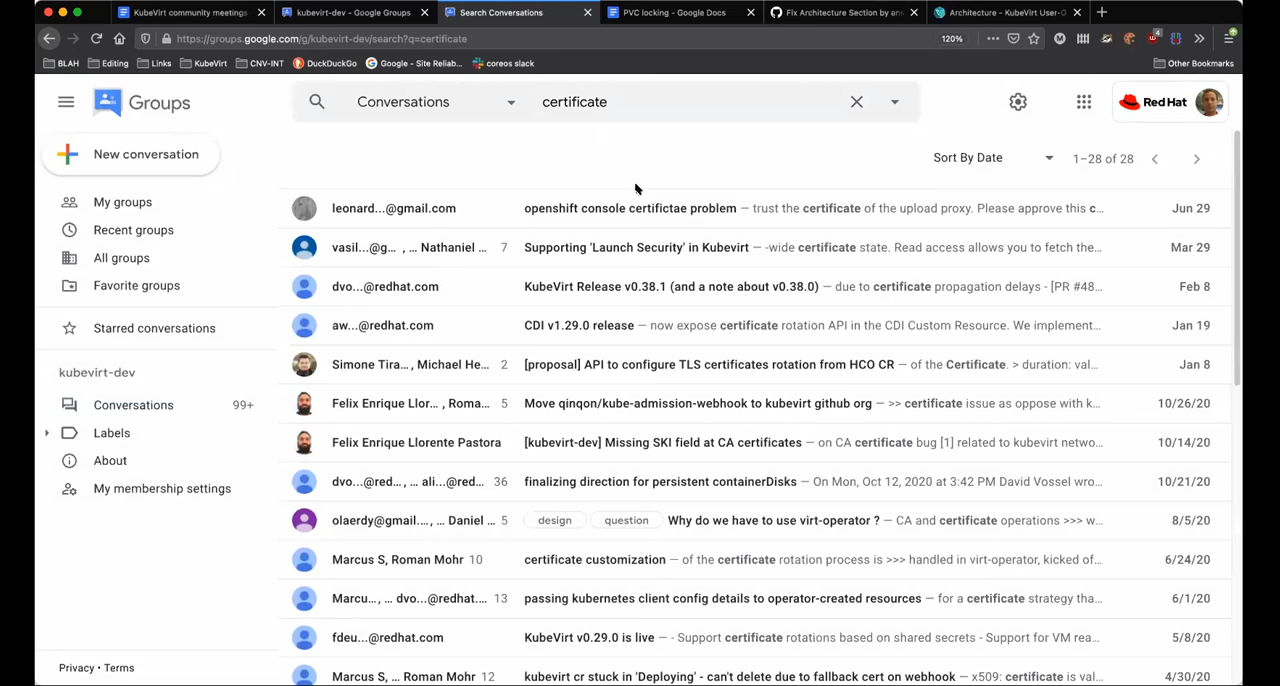 KubeVirt community meetings
kubevirt-dev - Google Groups
Search Conversations
PVC locking - Google Docs
Fix Architecture Section by an
Architecture - KubeVirt User-G
https://groups.google.com/g/kubevirt-dev/search?q=certificate
120%
4
BLAH
Editing
Links
KubeVirt
CNV-INT
DuckDuckGo
Google - Site Reliab...
coreos slack
Other Bookmarks
Groups
Conversations
certificate
Red Hat
New conversation
Sort By Date
1–28 of 28
My groups
Recent groups
All groups
Favorite groups
Starred conversations
kubevirt-dev
Conversations 99+
Labels
About
My membership settings
Privacy • Terms
leonard...@gmail.com openshift console certifictae problem — trust the certificate of the upload proxy. Please approve this c... Jun 29
vasil...@g... , ... Nathaniel ... 7 Supporting 'Launch Security' in Kubevirt — -wide certificate state. Read access allows you to fetch the... Mar 29
dvo...@redhat.com KubeVirt Release v0.38.1 (and a note about v0.38.0) — due to certificate propagation delays - [PR #48... Feb 8
aw...@redhat.com CDI v1.29.0 release — now expose certificate rotation API in the CDI Custom Resource. We implement... Jan 19
Simone Tira... , Michael He... 2 [proposal] API to configure TLS certificates rotation from HCO CR — of the Certificate. > duration: val... Jan 8
Felix Enrique Llor... , Roma... 5 Move qinqon/kube-admission-webhook to kubevirt github org — >> certificate issue as oppose with k... 10/26/20
Felix Enrique Llorente Pastora [kubevirt-dev] Missing SKI field at CA certificates — on CA certificate bug [1] related to kubevirt netwo... 10/14/20
dvo...@red... , ... ali...@red... 36 finalizing direction for persistent containerDisks — On Mon, Oct 12, 2020 at 3:42 PM David Vossel wro... 10/21/20
olaerdy@gmail.... , ... Daniel ... 5 design question Why do we have to use virt-operator ? — CA and certificate operations >>> w... 8/5/20
Marcus S, Roman Mohr 10 certificate customization — of the certificate rotation process is >>> handled in virt-operator, kicked of... 6/24/20
Marcu... , ... dvo...@redhat.... 13 passing kubernetes client config details to operator-created resources — for a certificate strategy tha... 6/1/20
fdeu...@redhat.com KubeVirt v0.29.0 is live — - Support certificate rotations based on shared secrets - Support for VM rea... 5/8/20
Marcus S, ... Roman Mohr 12 kubevirt cr stuck in 'Deploying' - can't delete due to fallback cert on webhook — x509: certificate is val... 4/30/20